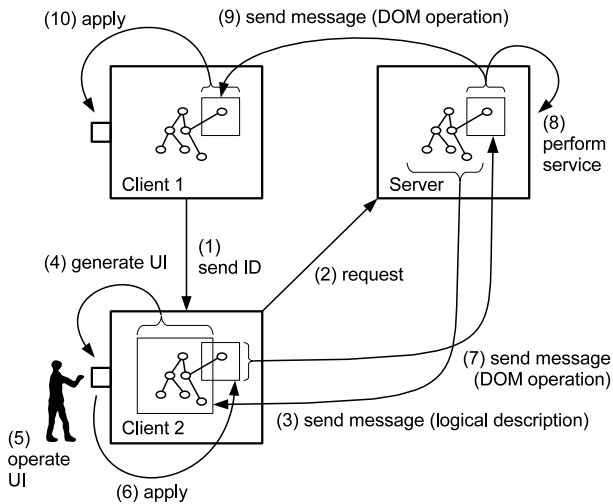 (10) apply
(9) send message (DOM operation)
(8)
perform
service
Client 1
Server
(1)
send ID
(4) generate UI
(2) request
(7) send message
(DOM operation)
(3) send message (logical description)
Client 2
(5)
operate
UI
(6) apply